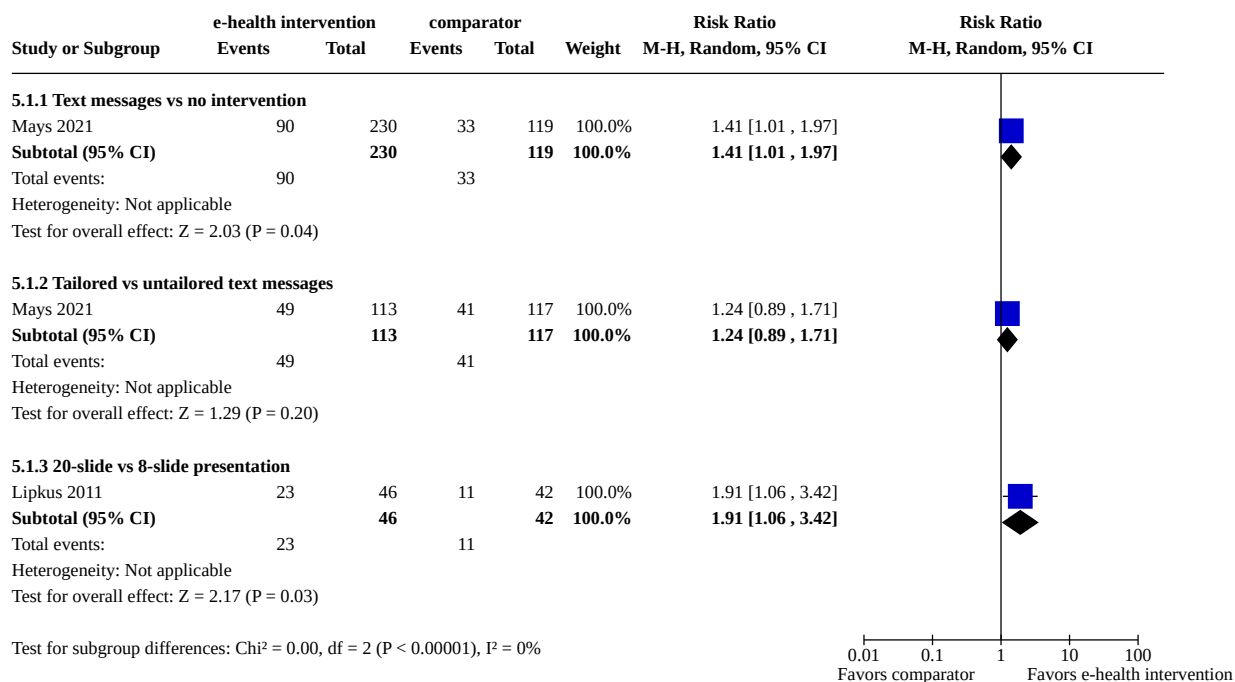 e-health intervention comparator Risk Ratio Risk Ratio
Study or Subgroup Events Total Events Total Weight M-H, Random, 95% CI M-H, Random, 95% CI
5.1.1 Text messages vs no intervention
Mays 2021 90 230 33 119 100.0% 1.41 [1.01 , 1.97]
Subtotal (95% CI) 230 119 100.0% 1.41 [1.01 , 1.97]
Total events: 90 33
Heterogeneity: Not applicable
Test for overall effect: Z = 2.03 (P = 0.04)
5.1.2 Tailored vs untailored text messages
Mays 2021 49 113 41 117 100.0% 1.24 [0.89 , 1.71]
Subtotal (95% CI) 113 117 100.0% 1.24 [0.89 , 1.71]
Total events: 49 41
Heterogeneity: Not applicable
Test for overall effect: Z = 1.29 (P = 0.20)
5.1.3 20-slide vs 8-slide presentation
Lipkus 2011 23 46 11 42 100.0% 1.91 [1.06 , 3.42]
Subtotal (95% CI) 46 42 100.0% 1.91 [1.06 , 3.42]
Total events: 23 11
Heterogeneity: Not applicable
Test for overall effect: Z = 2.17 (P = 0.03)
Test for subgroup differences: Chi² = 0.00, df = 2 (P < 0.00001), I² = 0%
0.01 0.1 1 10 100
Favors comparator Favors e-health intervention